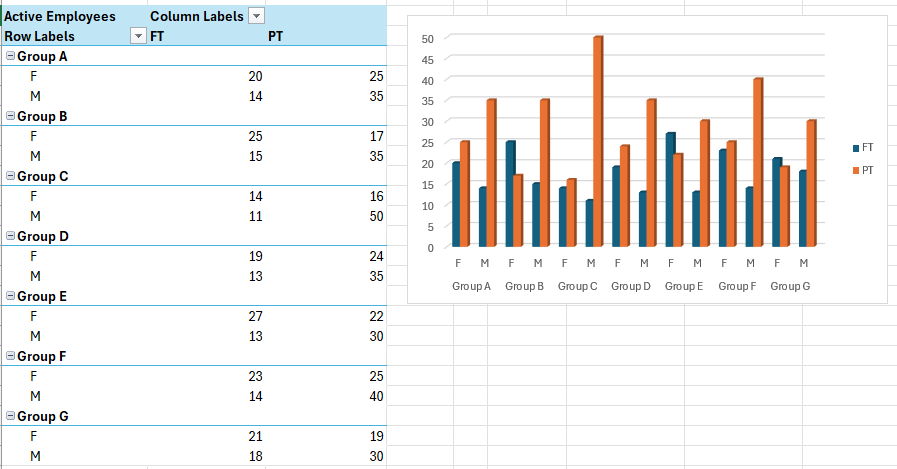 Active Employees Column Labels
Row Labels FT PT
Group A
F 20 25
M 14 35
Group B
F 25 17
M 15 35
Group C
F 14 16
M 11 50
Group D
F 19 24
M 13 35
Group E
F 27 22
M 13 30
Group F
F 23 25
M 14 40
Group G
F 21 19
M 18 30
50
45
40
35
30
25
20
15
10
5
0
F M F M F M F M F M F M F M
Group A Group B Group C Group D Group E Group F Group G
FT
PT